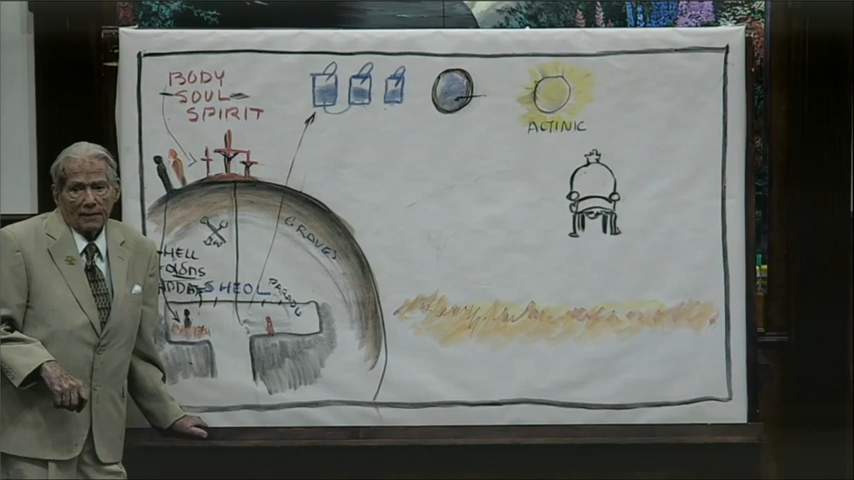 BODY
SOUL
SPIRIT
ACTINIC
GRAVES
HELL
SHEOL